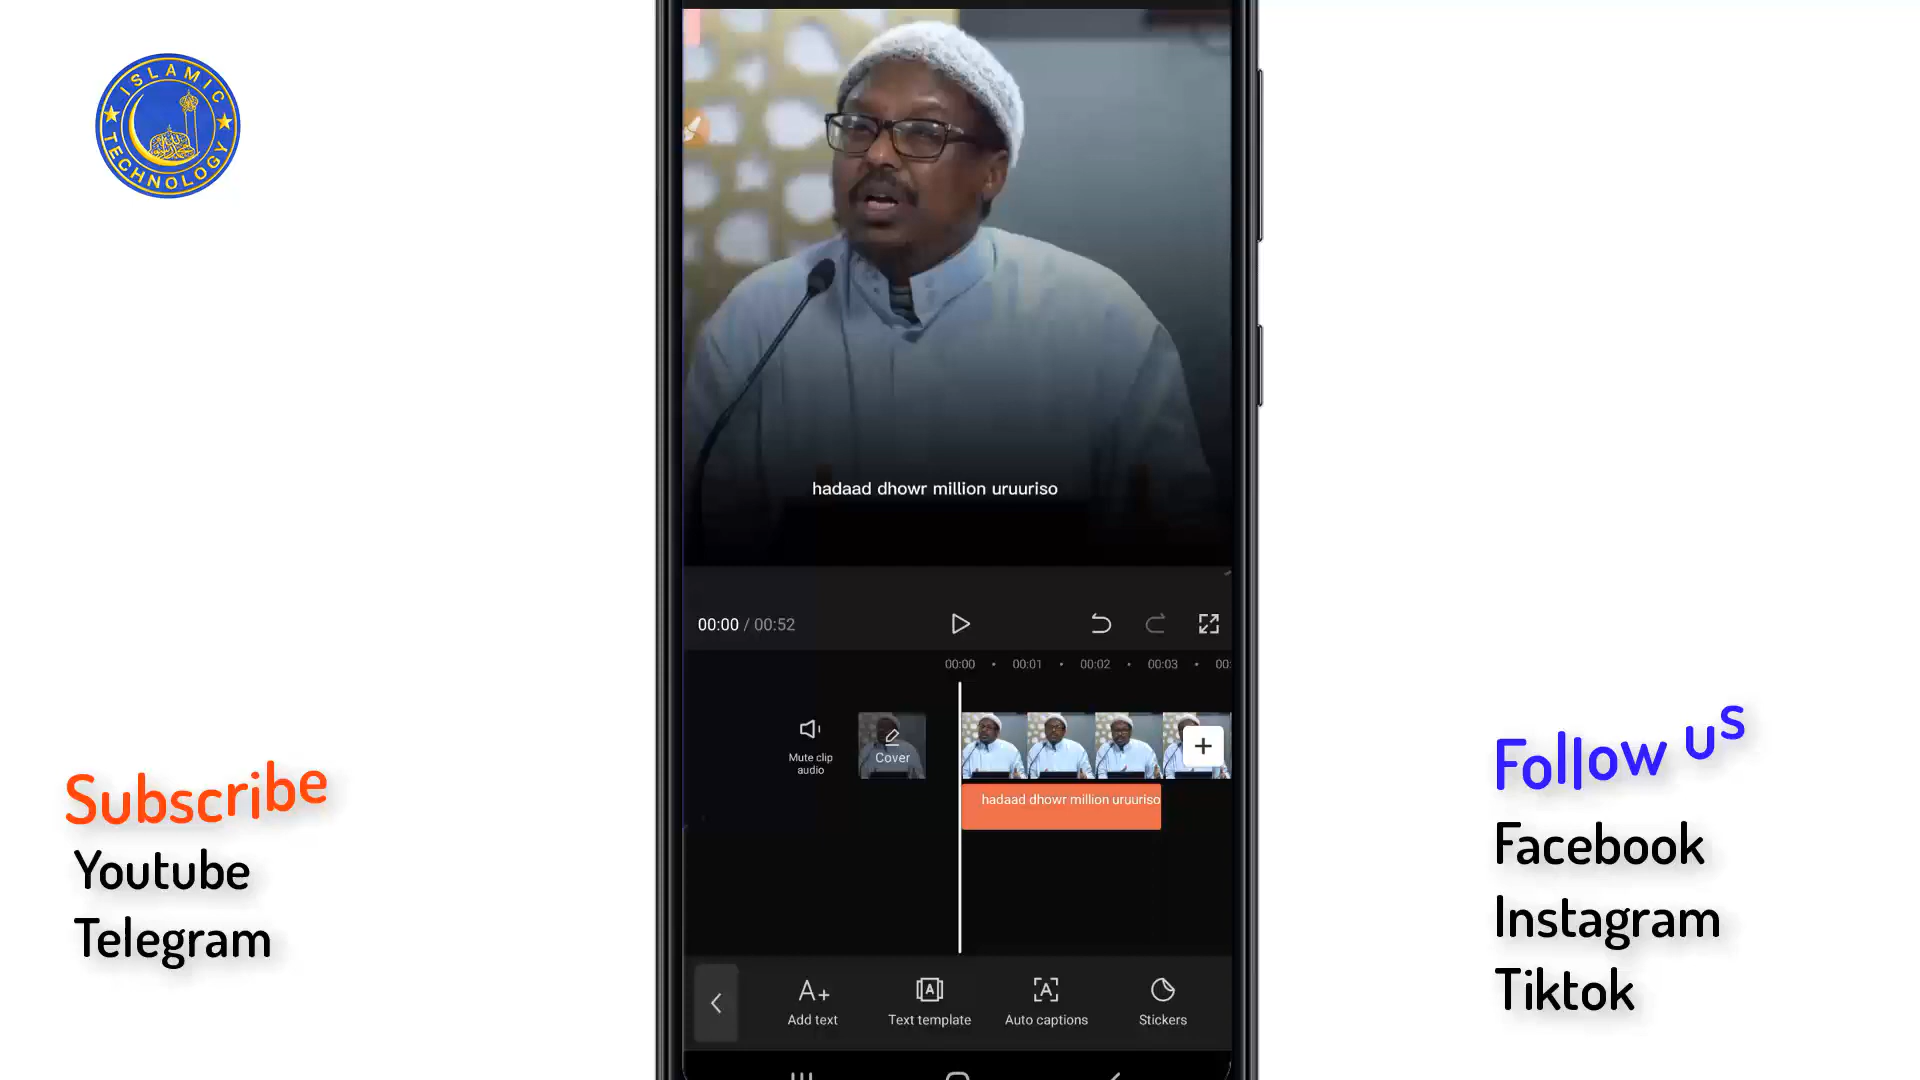 ISLAMIC
TECHNOLOGY
hadaad dhowr million uruuriso
00:00 / 00:52
00:00 00:01 00:02 00:03 00:
Mute clip
audio
Cover
hadaad dhowr million uruuriso
A+
Add text
Text template
Auto captions
Stickers
Subscribe
Youtube
Telegram
Follow us
Facebook
Instagram
Tiktok